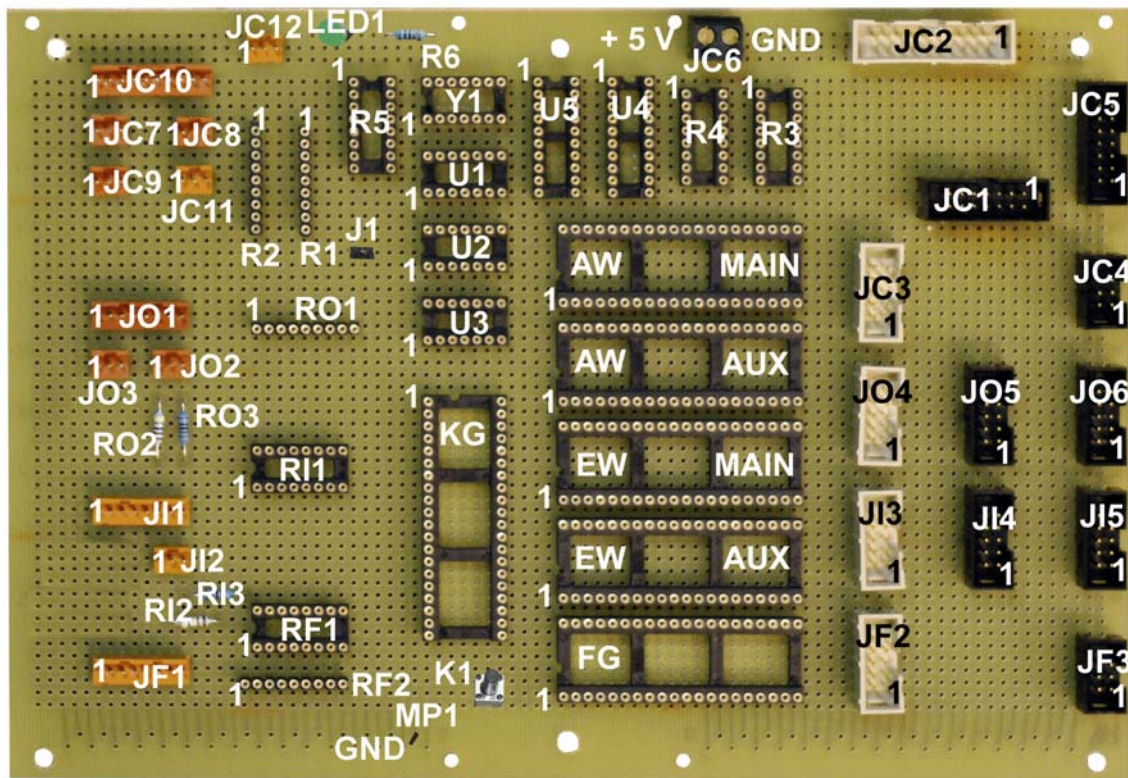 JC12 LED1
1
R6
+ 5 V JC6 GND
JC2 1
1 JC10
1 JC7 1 JC8
1 JC9 1 JC11
1 R2
1 R1
J1
1 R5
Y1 1
U1 1
U2 1
U3 1
1 U5
1 U4
1 R4
1 R3
JC5 1
JC1 1
AW MAIN
1
JC3 1
JC4 1
1 JO1
1 RO1
1 JO3
1 JO2
RO2 RO3
AW AUX
1
JO4 1
JO5 1
JO6 1
1 KG
RI1 1
EW MAIN
1
1 JI1
JI3 1
JI4 1
JI5 1
1 JI2
RI2 RI3
EW AUX
1
RF1 1
1 JF1
1 RF2
K1
MP1
GND
FG
1
JF2 1
JF3 1